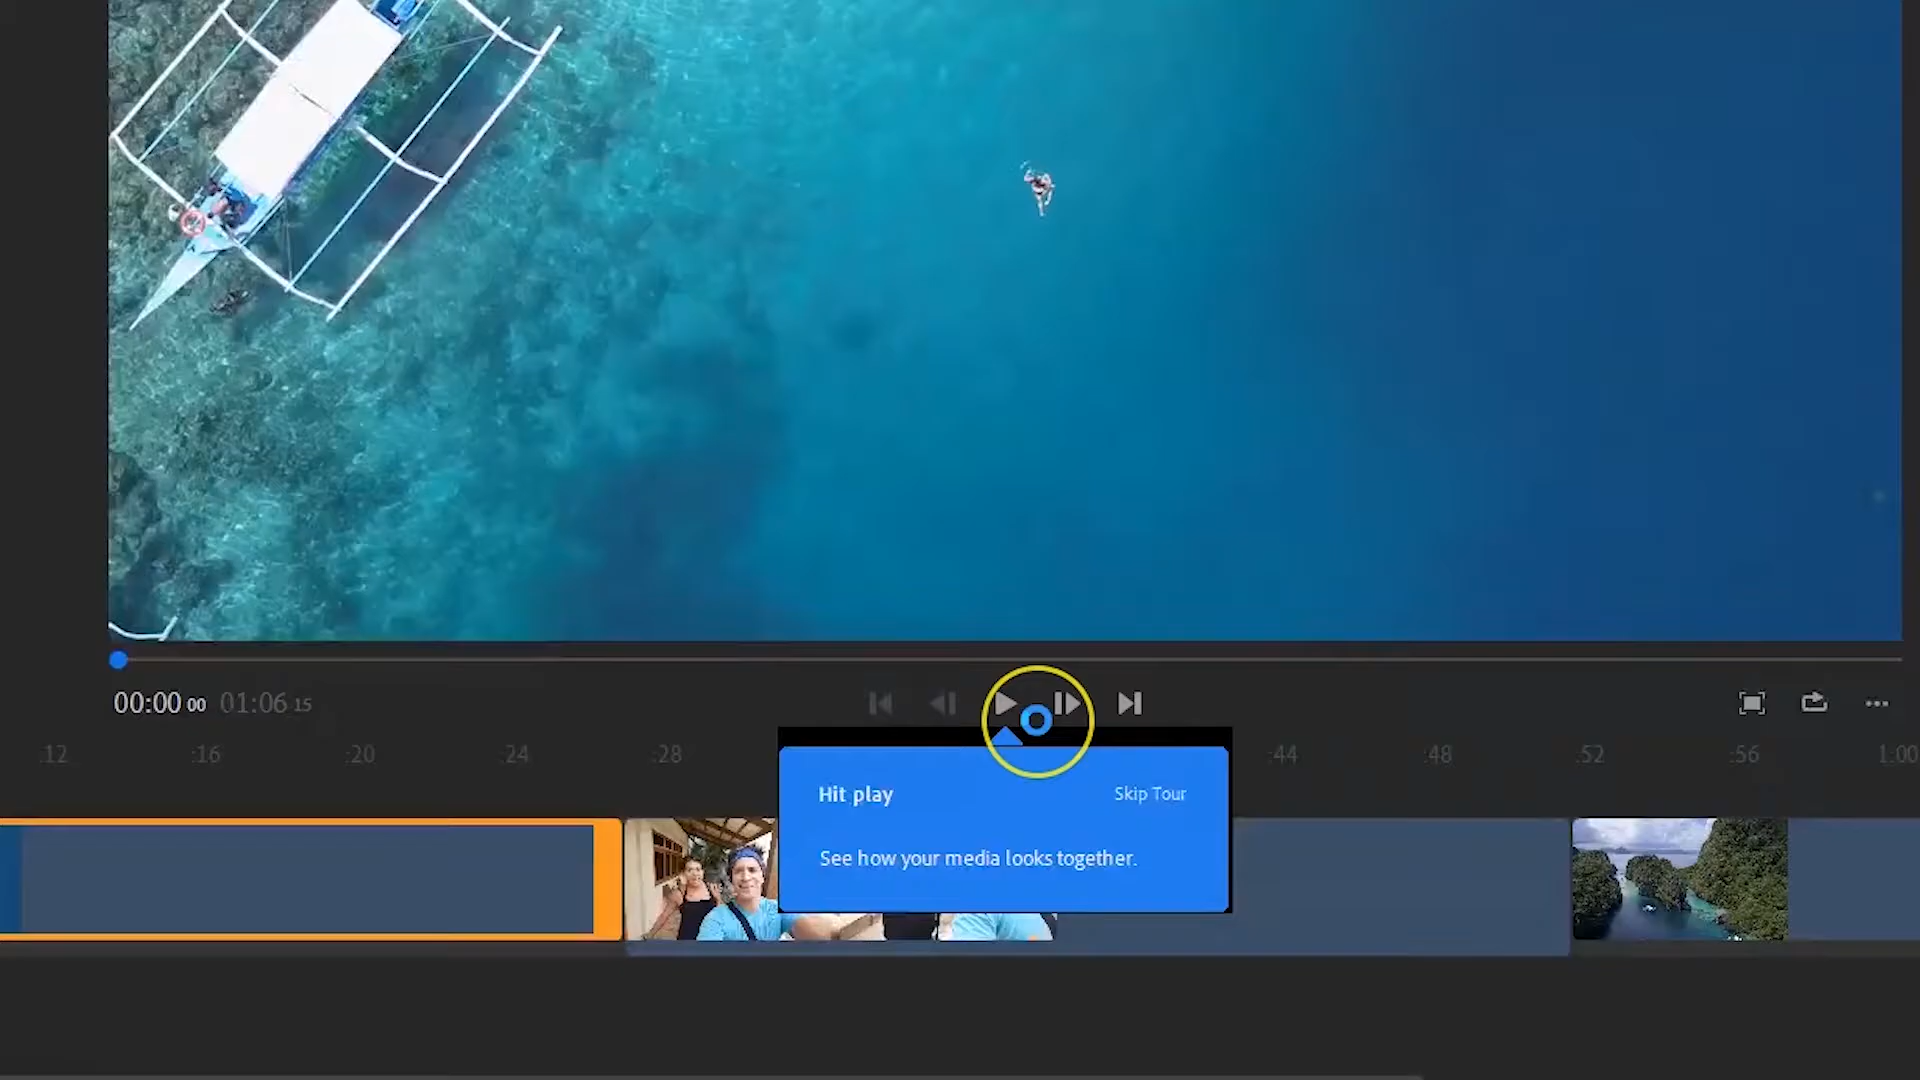 00:00 00 01:06 15
:12 :16 :20 :24 :28 :44 :48 :52 :56 1:00
Hit play Skip Tour
See how your media looks together.